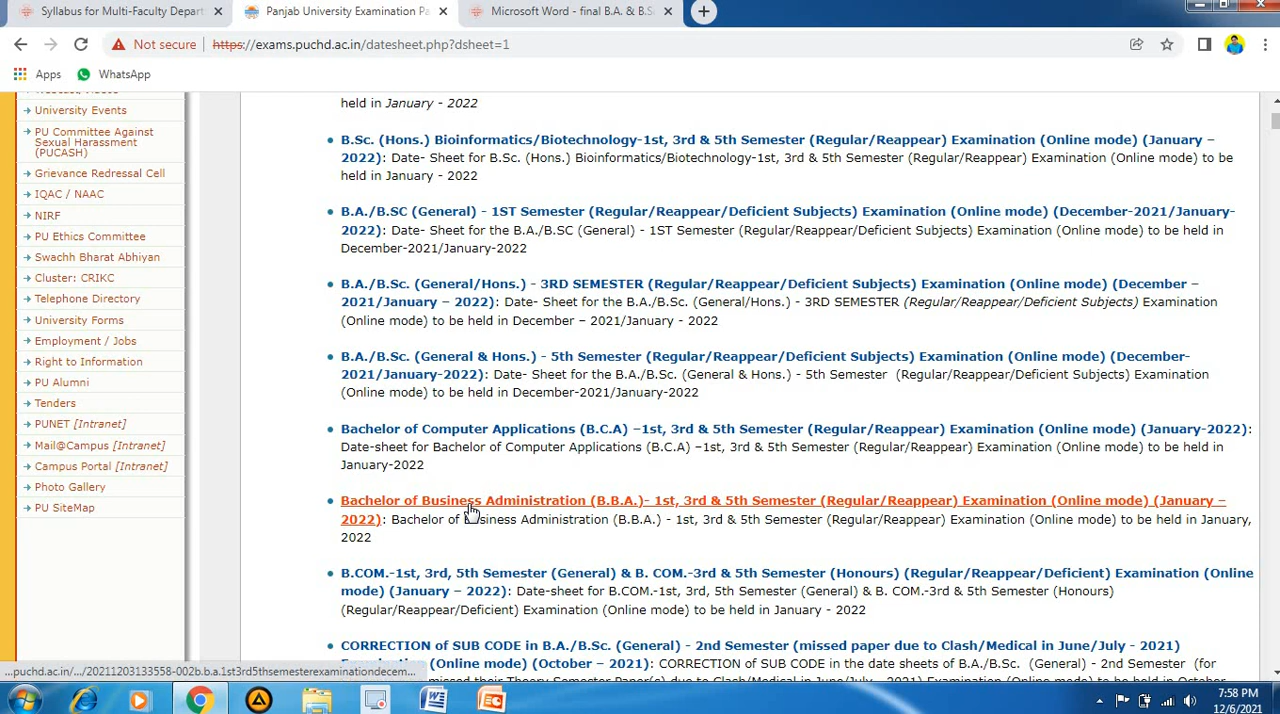 Syllabus for Multi-Faculty Depart
Panjab University Examination Pa
Microsoft Word - final B.A. & B.S
Not secure
https://exams.puchd.ac.in/datesheet.php?dsheet=1
Apps
WhatsApp
University Events
PU Committee Against
Sexual Harassment
(PUCASH)
Grievance Redressal Cell
IQAC / NAAC
NIRF
PU Ethics Committee
Swachh Bharat Abhiyan
Cluster: CRIKC
Telephone Directory
University Forms
Employment / Jobs
Right to Information
PU Alumni
Tenders
PUNET [Intranet]
Mail@Campus [Intranet]
Campus Portal [Intranet]
Photo Gallery
PU SiteMap
held in January - 2022
B.Sc. (Hons.) Bioinformatics/Biotechnology-1st, 3rd & 5th Semester (Regular/Reappear) Examination (Online mode) (January –
2022): Date- Sheet for B.Sc. (Hons.) Bioinformatics/Biotechnology-1st, 3rd & 5th Semester (Regular/Reappear) Examination (Online mode) to be
held in January - 2022
B.A./B.SC (General) - 1ST Semester (Regular/Reappear/Deficient Subjects) Examination (Online mode) (December-2021/January-
2022): Date- Sheet for the B.A./B.SC (General) - 1ST Semester (Regular/Reappear/Deficient Subjects) Examination (Online mode) to be held in
December-2021/January-2022
B.A./B.Sc. (General/Hons.) - 3RD SEMESTER (Regular/Reappear/Deficient Subjects) Examination (Online mode) (December –
2021/January – 2022): Date- Sheet for the B.A./B.Sc. (General/Hons.) - 3RD SEMESTER (Regular/Reappear/Deficient Subjects) Examination
(Online mode) to be held in December – 2021/January - 2022
B.A./B.Sc. (General & Hons.) - 5th Semester (Regular/Reappear/Deficient Subjects) Examination (Online mode) (December-
2021/January-2022): Date- Sheet for the B.A./B.Sc. (General & Hons.) - 5th Semester (Regular/Reappear/Deficient Subjects) Examination
(Online mode) to be held in December-2021/January-2022
Bachelor of Computer Applications (B.C.A) –1st, 3rd & 5th Semester (Regular/Reappear) Examination (Online mode) (January-2022):
Date-sheet for Bachelor of Computer Applications (B.C.A) –1st, 3rd & 5th Semester (Regular/Reappear) Examination (Online mode) to be held in
January-2022
Bachelor of Business Administration (B.B.A.)- 1st, 3rd & 5th Semester (Regular/Reappear) Examination (Online mode) (January –
2022): Bachelor of Business Administration (B.B.A.) - 1st, 3rd & 5th Semester (Regular/Reappear) Examination (Online mode) to be held in January,
2022
B.COM.-1st, 3rd, 5th Semester (General) & B. COM.-3rd & 5th Semester (Honours) (Regular/Reappear/Deficient) Examination (Online
mode) (January – 2022): Date-sheet for B.COM.-1st, 3rd, 5th Semester (General) & B. COM.-3rd & 5th Semester (Honours)
(Regular/Reappear/Deficient) Examination (Online mode) to be held in January - 2022
CORRECTION of SUB CODE in B.A./B.Sc. (General) - 2nd Semester (missed paper due to Clash/Medical in June/July - 2021)
Examination (Online mode) (October – 2021): CORRECTION of SUB CODE in the date sheets of B.A./B.Sc. (General) - 2nd Semester (for
...puchd.ac.in/.../20211203133558-002b.b.a.1st3rd5thsemesterexaminationdecem...
7:58 PM
12/6/2021